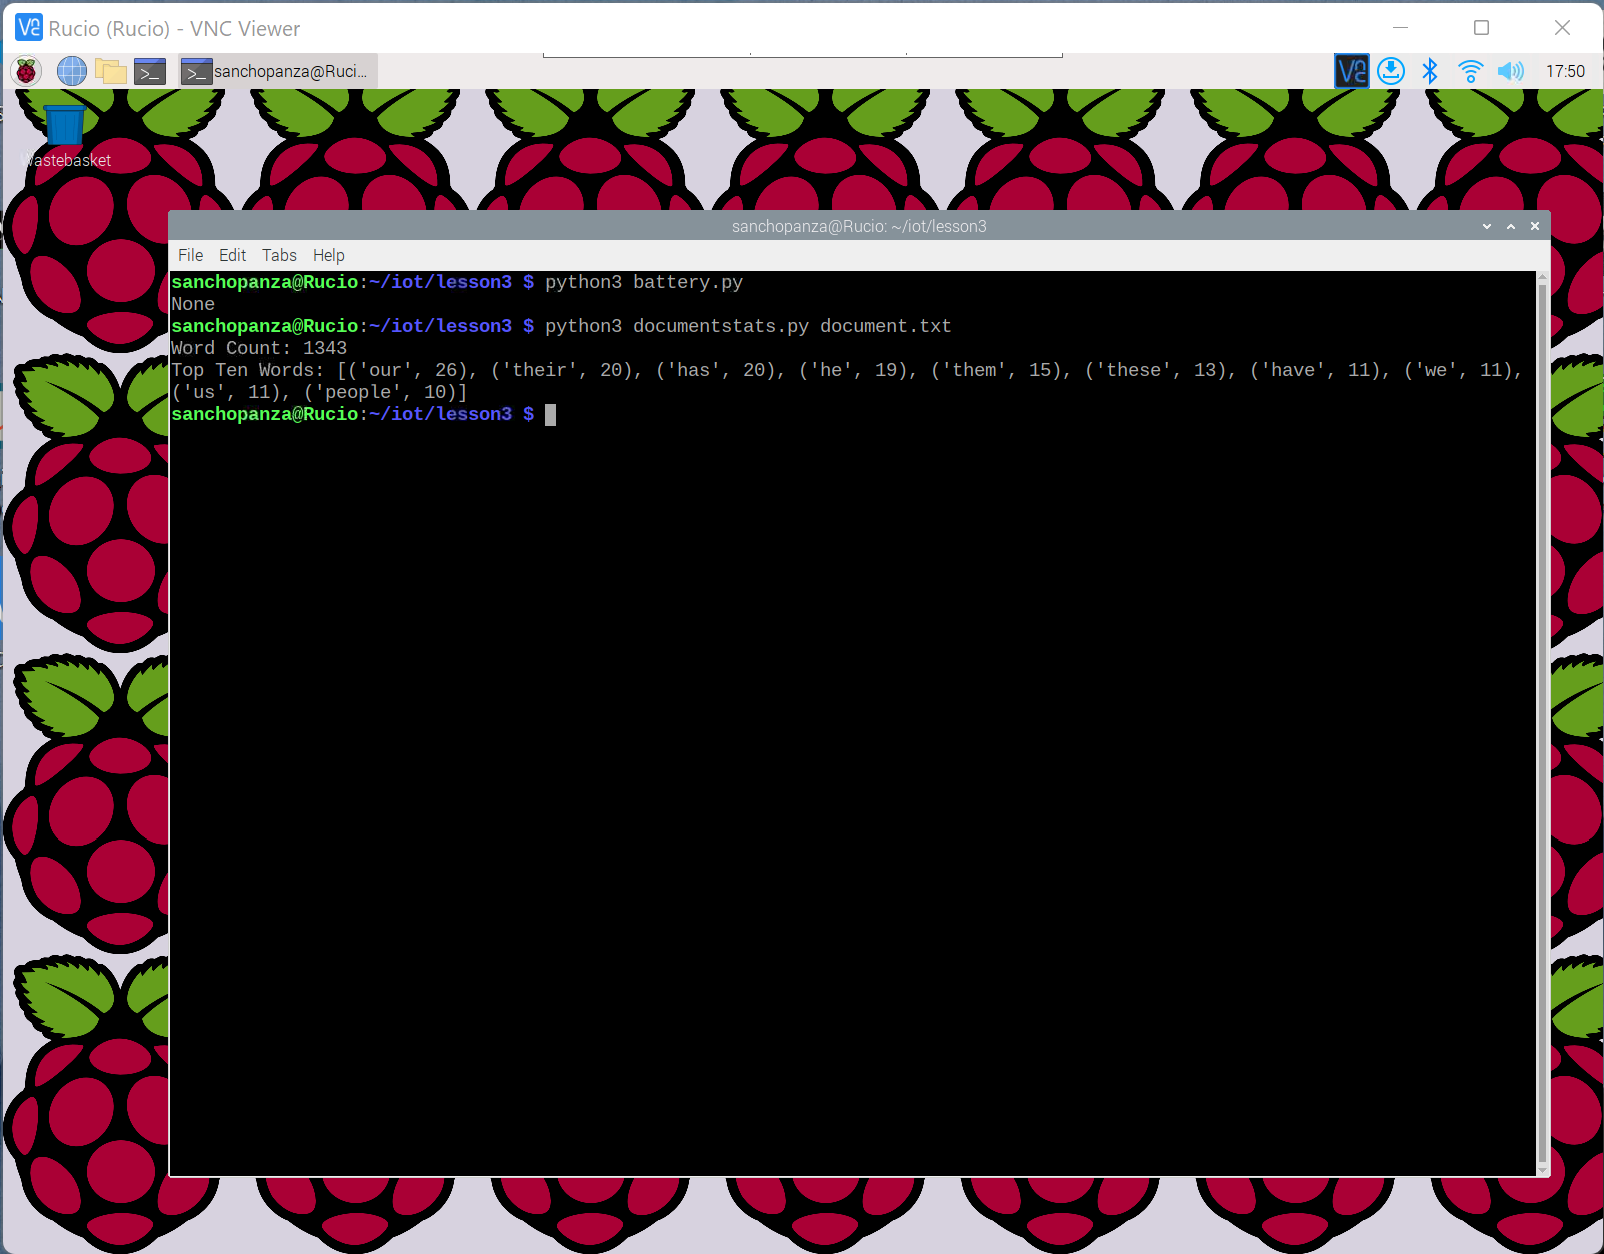 Rucio (Rucio) - VNC Viewer
sanchopanza@Ruci...
17:50
Wastebasket
sanchopanza@Rucio: ~/iot/lesson3
File Edit Tabs Help
sanchopanza@Rucio:~/iot/lesson3 $ python3 battery.py
None
sanchopanza@Rucio:~/iot/lesson3 $ python3 documentstats.py document.txt
Word Count: 1343
Top Ten Words: [('our', 26), ('their', 20), ('has', 20), ('he', 19), ('them', 15), ('these', 13), ('have', 11), ('we', 11),
('us', 11), ('people', 10)]
sanchopanza@Rucio:~/iot/lesson3 $